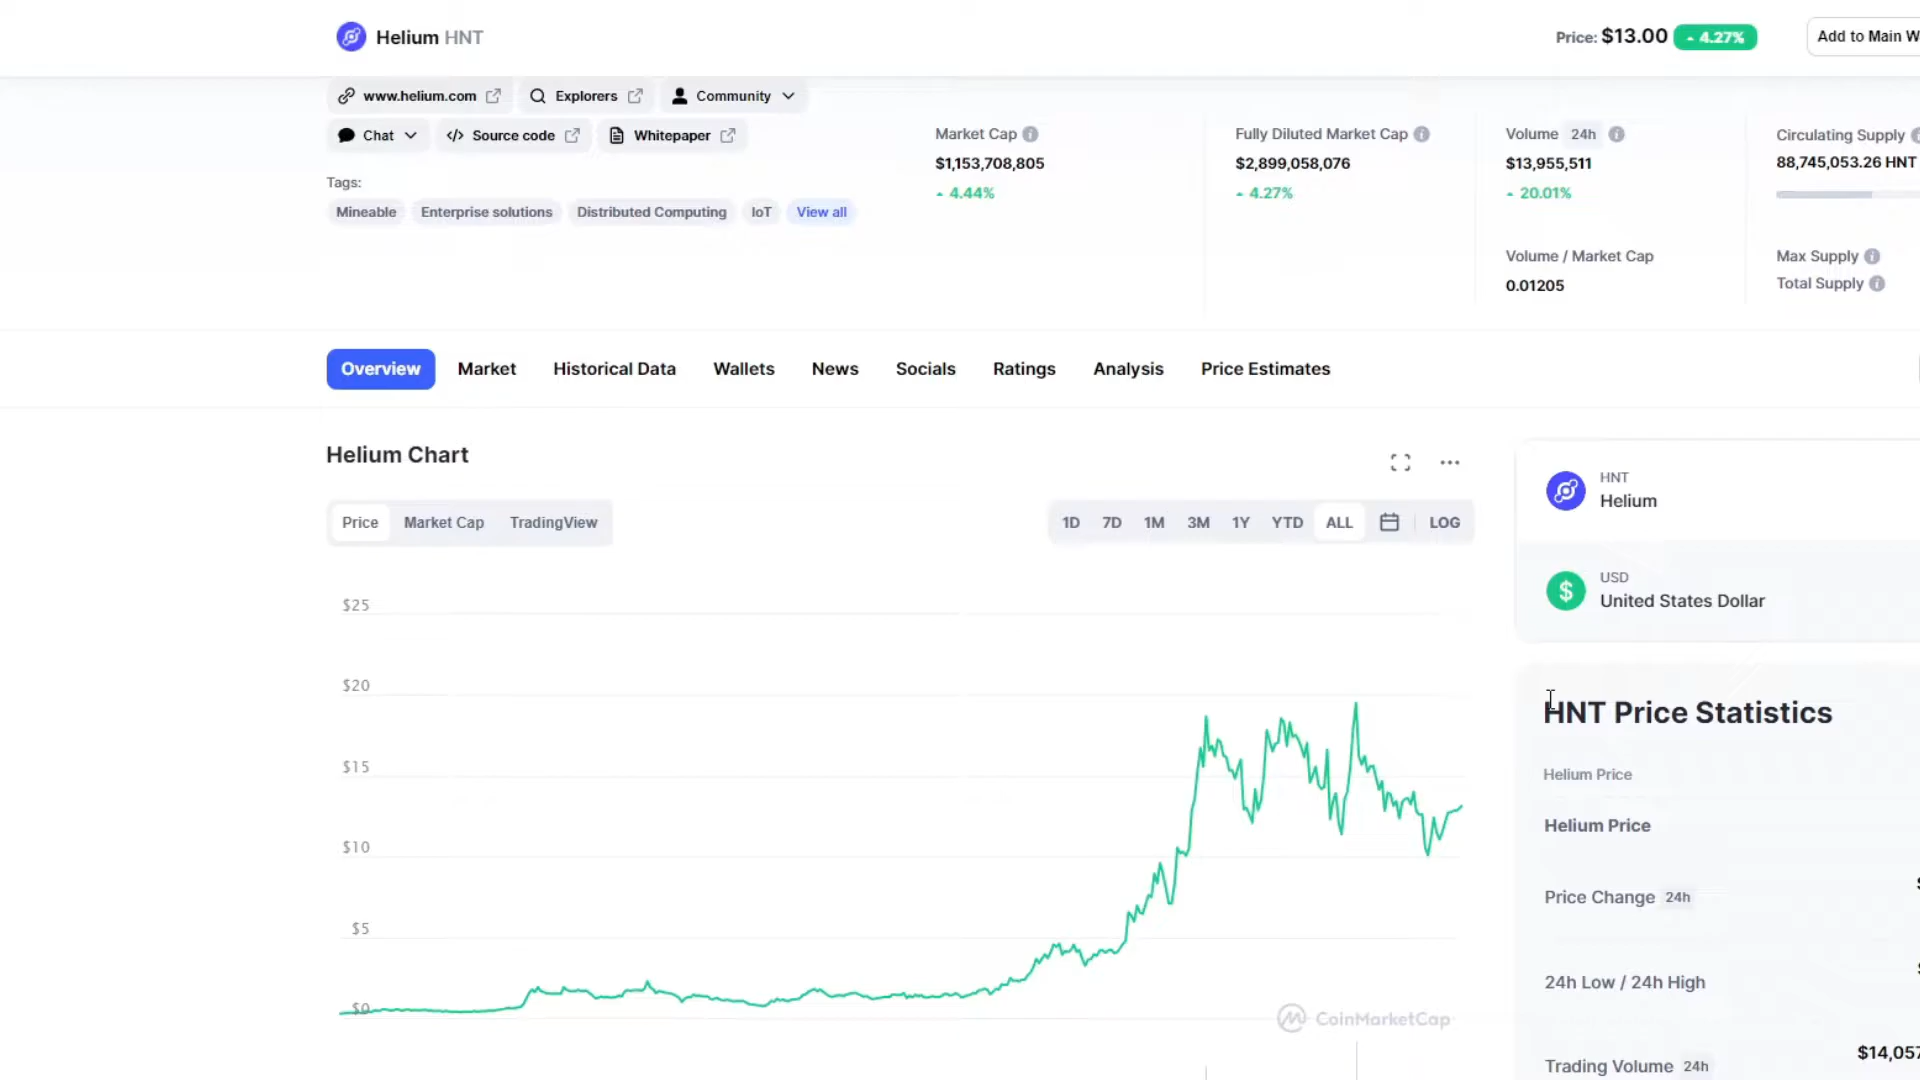 Helium HNT
Price: $13.00 4.27%
Add to Main W
www.helium.com Explorers Community
Chat Source code Whitepaper
Tags:
Mineable Enterprise solutions Distributed Computing IoT View all
Market Cap
$1,153,708,805
4.44%
Fully Diluted Market Cap
$2,899,058,076
4.27%
Volume 24h
$13,955,511
20.01%
Volume / Market Cap
0.01205
Circulating Supply
88,745,053.26 HNT
Max Supply
Total Supply
Overview Market Historical Data Wallets News Socials Ratings Analysis Price Estimates
Helium Chart
Price Market Cap TradingView
1D 7D 1M 3M 1Y YTD ALL LOG
$25
$20
$15
$10
$5
$0
CoinMarketCap
HNT
Helium
$
USD
United States Dollar
HNT Price Statistics
Helium Price
Helium Price
Price Change 24h
24h Low / 24h High
Trading Volume 24h
$14,057